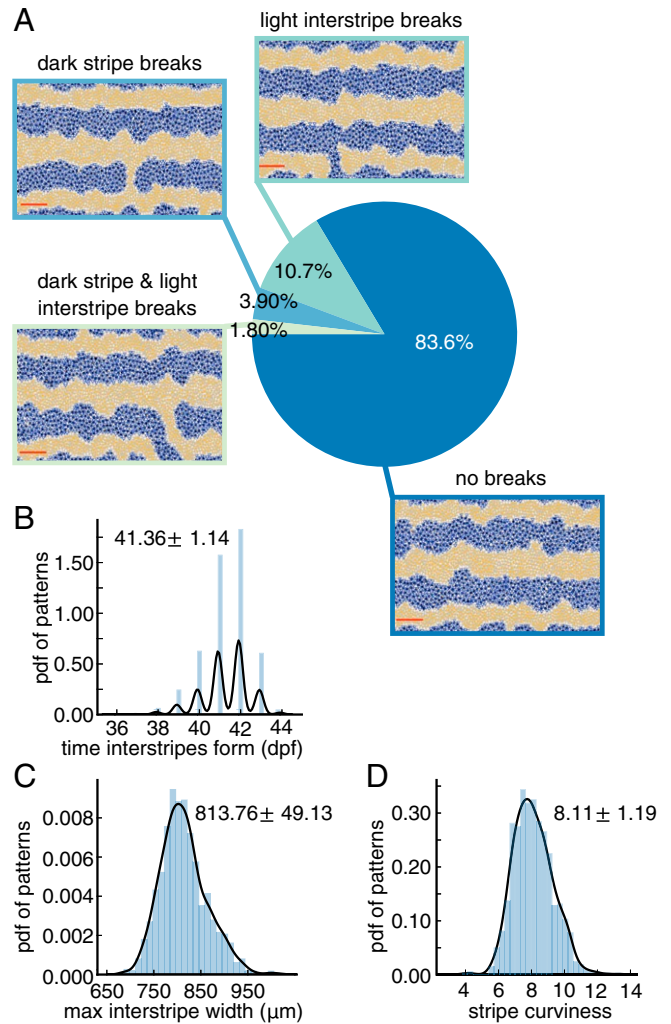 A
light interstripe breaks
dark stripe breaks
10.7%
3.90%
dark stripe & light
interstripe breaks
1.80%
83.6%
no breaks
B
41.36± 1.14
pdf of patterns
1.50
1.00
0.50
0.00
36 38 40 42 44
time interstripes form (dpf)
C
813.76± 49.13
pdf of patterns
0.008
0.006
0.004
0.002
0.000
650 750 850 950
max interstripe width (μm)
D
8.11± 1.19
pdf of patterns
0.30
0.20
0.10
0.00
4 6 8 10 12 14
stripe curviness